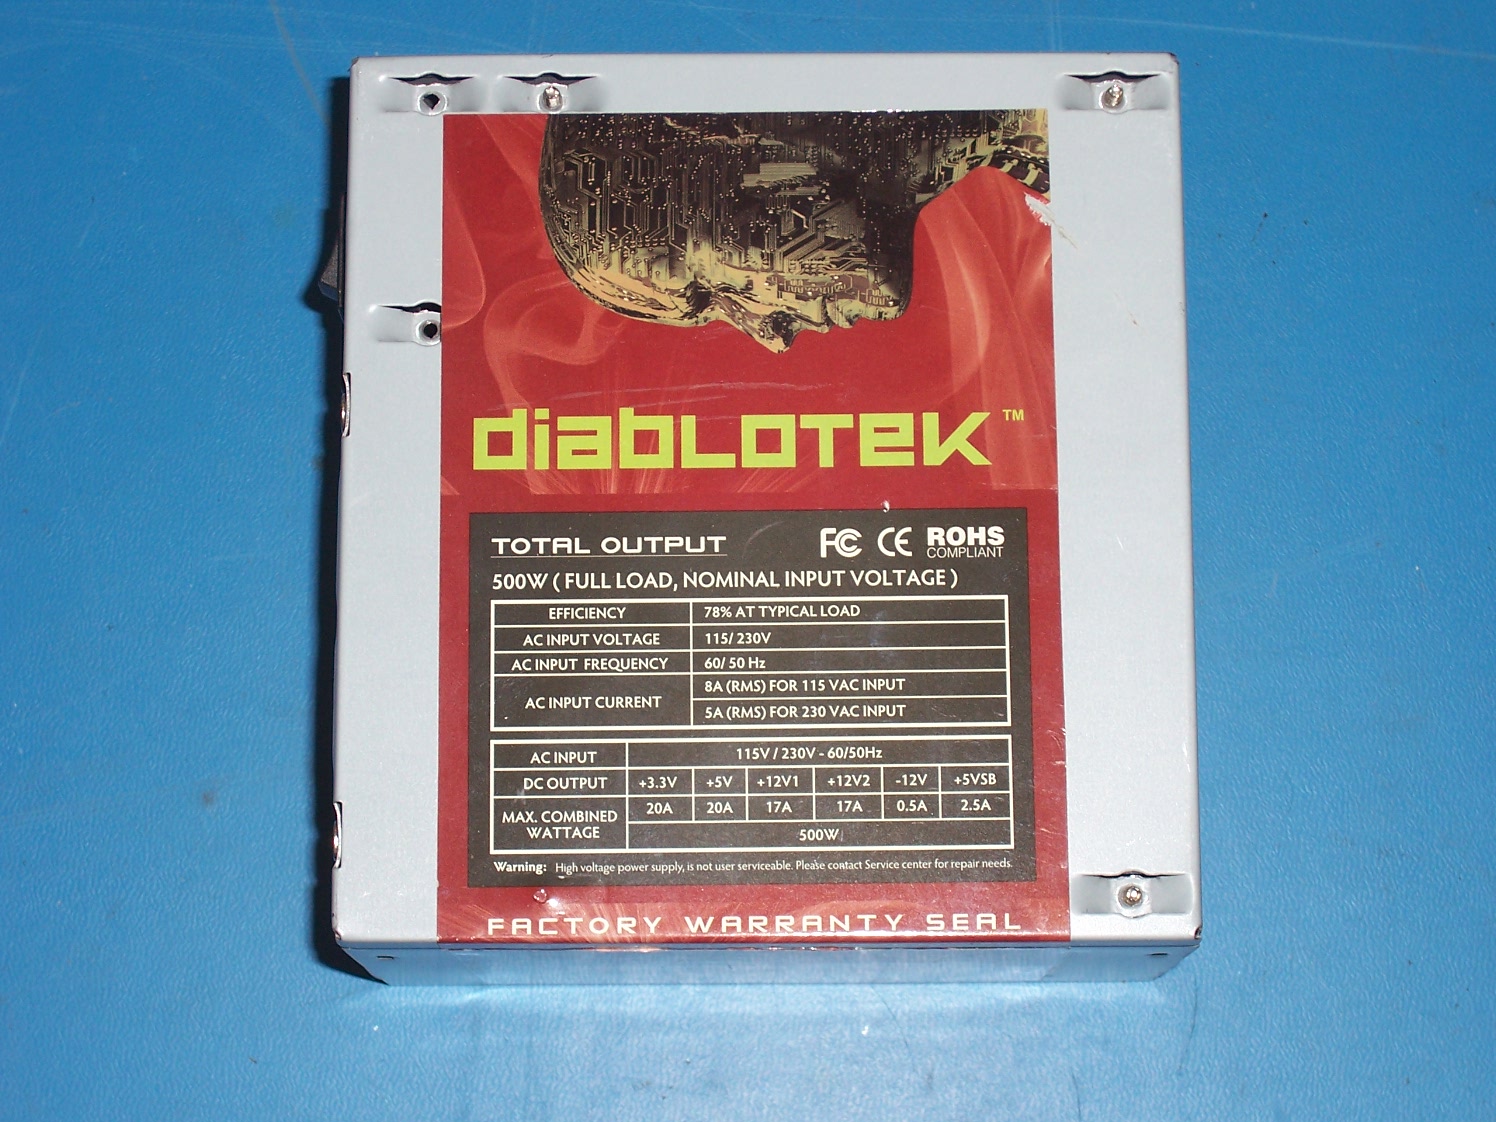 diablotek™
TOTAL OUTPUT FC CE ROHS
COMPLIANT
500W ( FULL LOAD, NOMINAL INPUT VOLTAGE )
EFFICIENCY 78% AT TYPICAL LOAD
AC INPUT VOLTAGE 115/ 230V
AC INPUT FREQUENCY 60/ 50 Hz
AC INPUT CURRENT 8A (RMS) FOR 115 VAC INPUT
5A (RMS) FOR 230 VAC INPUT
AC INPUT 115V / 230V - 60/50Hz
DC OUTPUT +3.3V +5V +12V1 +12V2 -12V +5VSB
MAX. COMBINED WATTAGE 20A 20A 17A 17A 0.5A 2.5A
500W
Warning: High voltage power supply, is not user serviceable. Please contact Service center for repair needs.
FACTORY WARRANTY SEAL